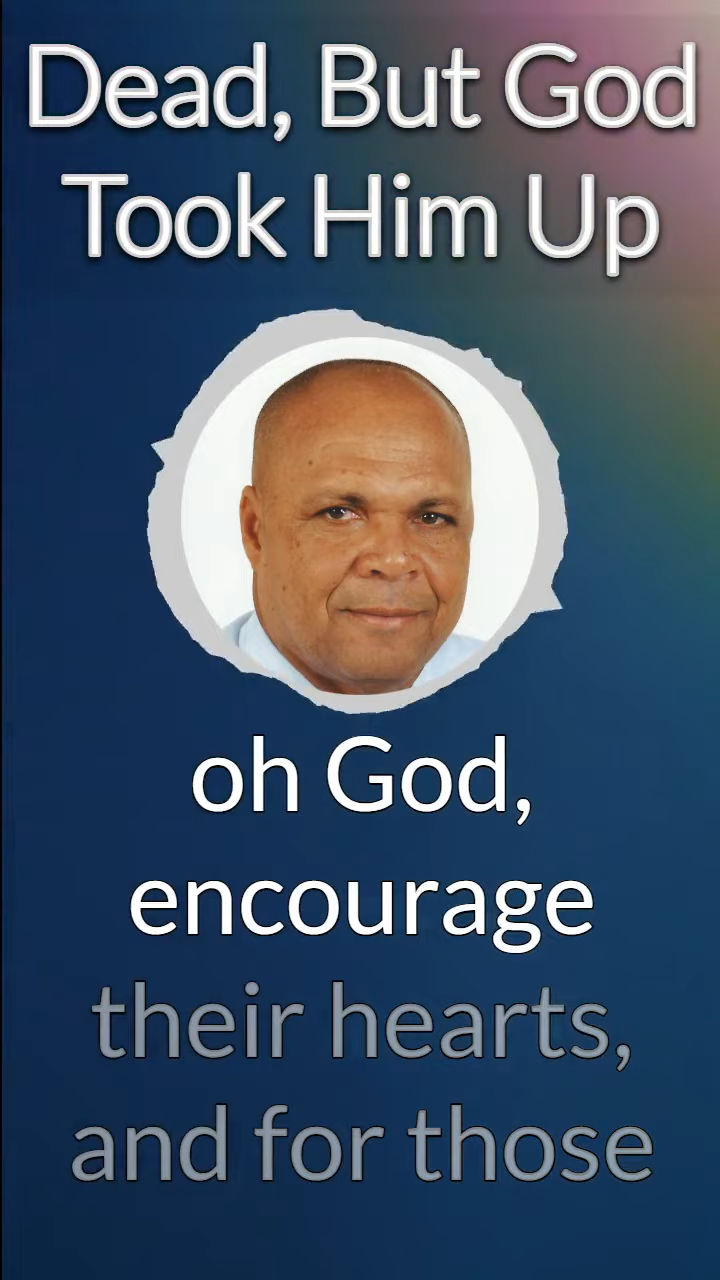 Dead, But God
Took Him Up
oh God,
encourage
their hearts,
and for those